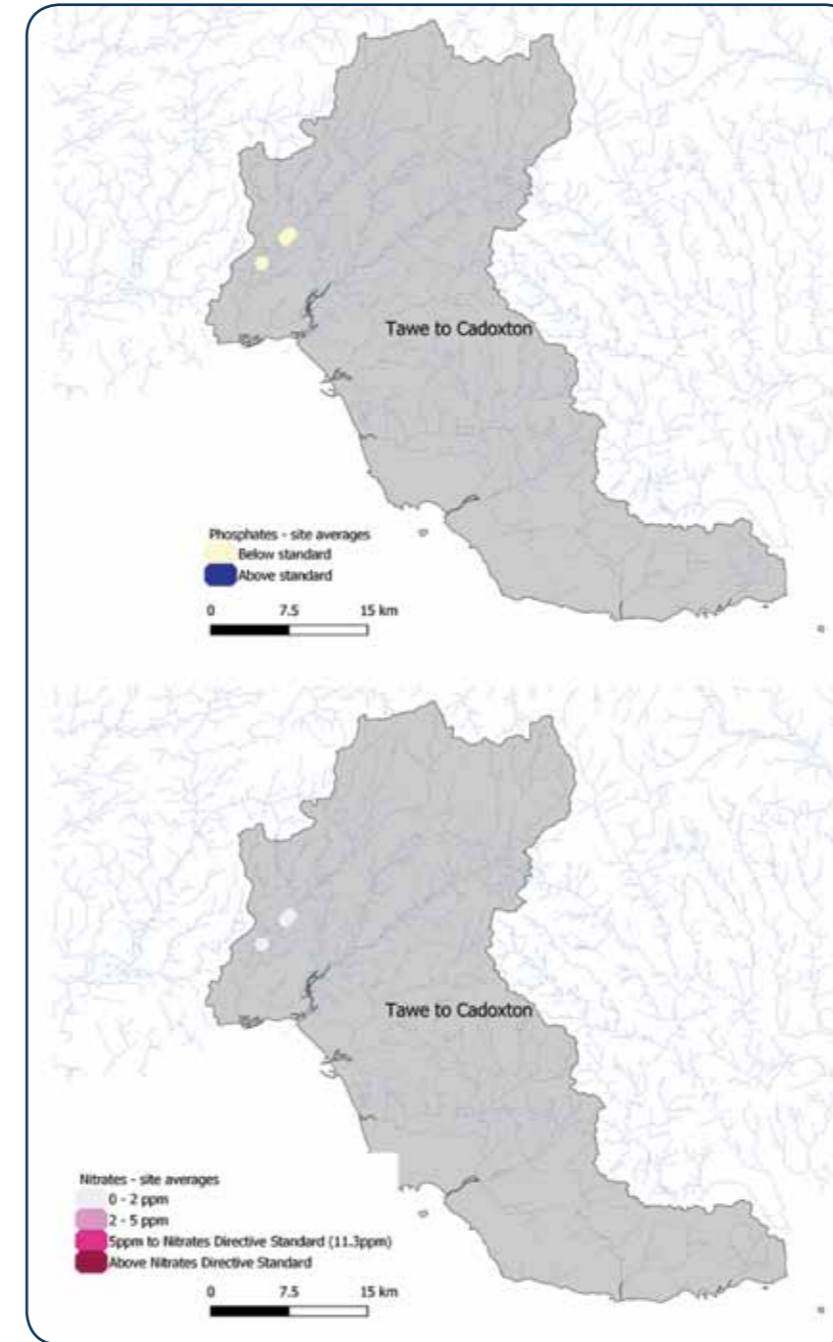 Tawe to Cadoxton
Phosphates - site averages
Below standard
Above standard
0 7.5 15 km
Tawe to Cadoxton
Nitrates - site averages
0 - 2 ppm
2 - 5 ppm
5ppm to Nitrates Directive Standard (11.3ppm)
Above Nitrates Directive Standard
0 7.5 15 km